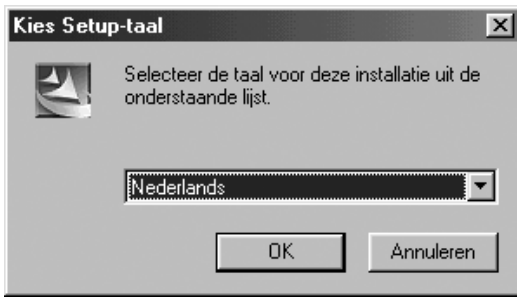 Kies Setup-taal
Selecteer de taal voor deze installatie uit de
onderstaande lijst.
Nederlands
OK
Annuleren